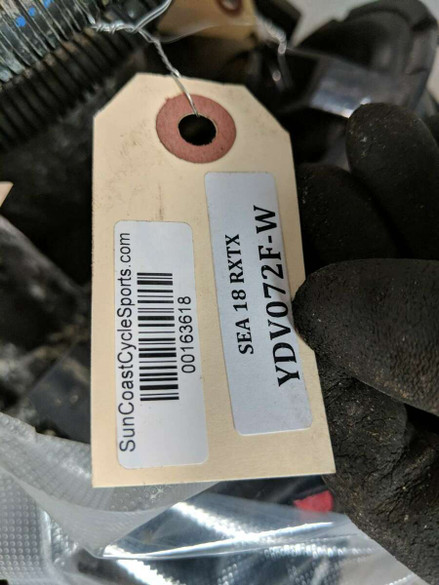 SunCoastCycleSports.com
00163618
SEA 18 RXTX
YDV072F-W